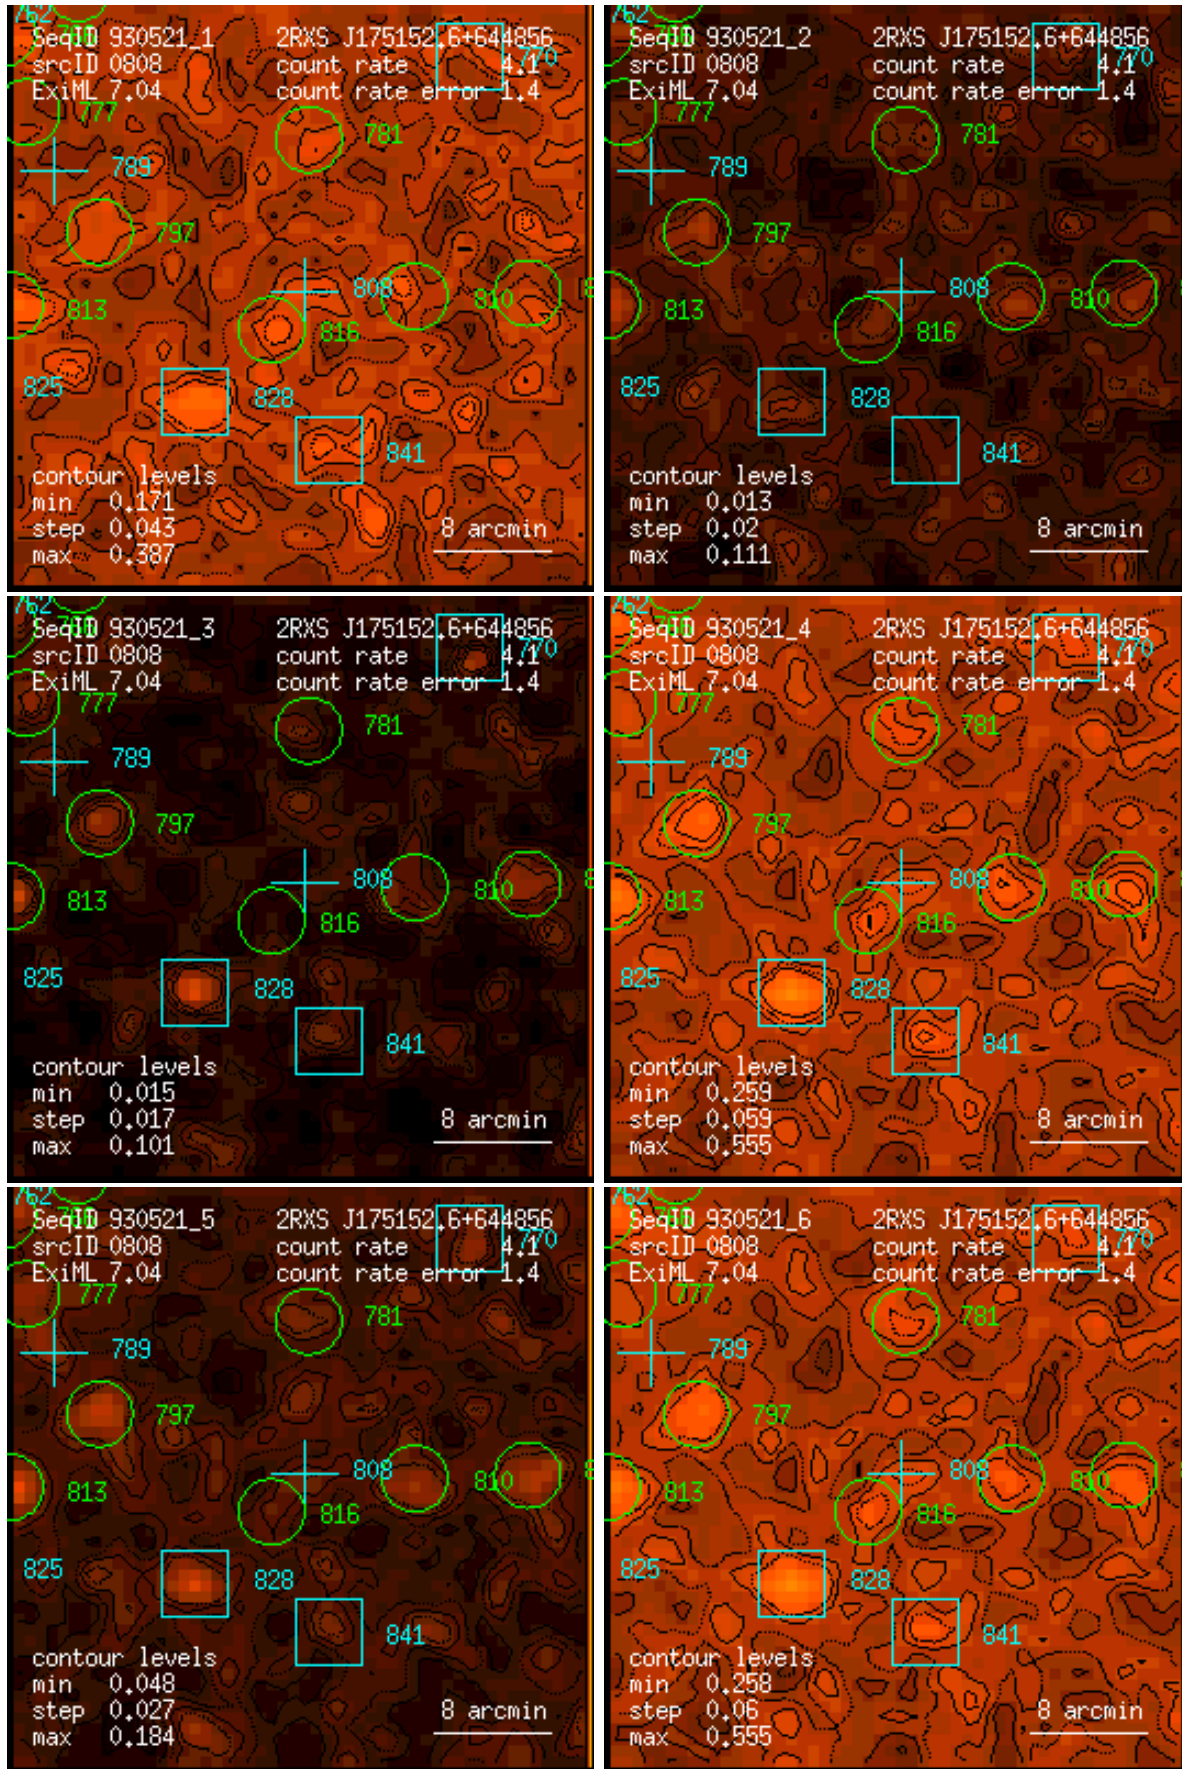 762
766
SeqID 930521_1 2RXS J175152.6+644856
srcID 0808 count rate 4.1 770
ExiML 7.04 count rate error 1.4
777
781
789
797
808
810
813
816
825
828
841
contour levels
min 0.171
step 0.043
max 0.387
8 arcmin
762
SeqID 930521_2 2RXS J175152.6+644856
srcID 0808 count rate 4.1 770
ExiML 7.04 count rate error 1.4
777
781
789
797
808
810
813
816
825
828
841
contour levels
min 0.013
step 0.02
max 0.111
8 arcmin
762
SeqID 930521_3 2RXS J175152.6+644856
srcID 0808 count rate 4.1 770
ExiML 7.04 count rate error 1.4
777
781
789
797
808
810
813
816
825
828
841
contour levels
min 0.015
step 0.017
max 0.101
8 arcmin
762
SeqID 930521_4 2RXS J175152.6+644856
srcID 0808 count rate 4.1 770
ExiML 7.04 count rate error 1.4
777
781
789
797
808
810
813
816
825
828
841
contour levels
min 0.259
step 0.059
max 0.555
8 arcmin
762
SeqID 930521_5 2RXS J175152.6+644856
srcID 0808 count rate 4.1 770
ExiML 7.04 count rate error 1.4
777
781
789
797
808
810
813
816
825
828
841
contour levels
min 0.048
step 0.027
max 0.184
8 arcmin
762
SeqID 930521_6 2RXS J175152.6+644856
srcID 0808 count rate 4.1 770
ExiML 7.04 count rate error 1.4
777
781
789
797
808
810
813
816
825
828
841
contour levels
min 0.258
step 0.06
max 0.555
8 arcmin